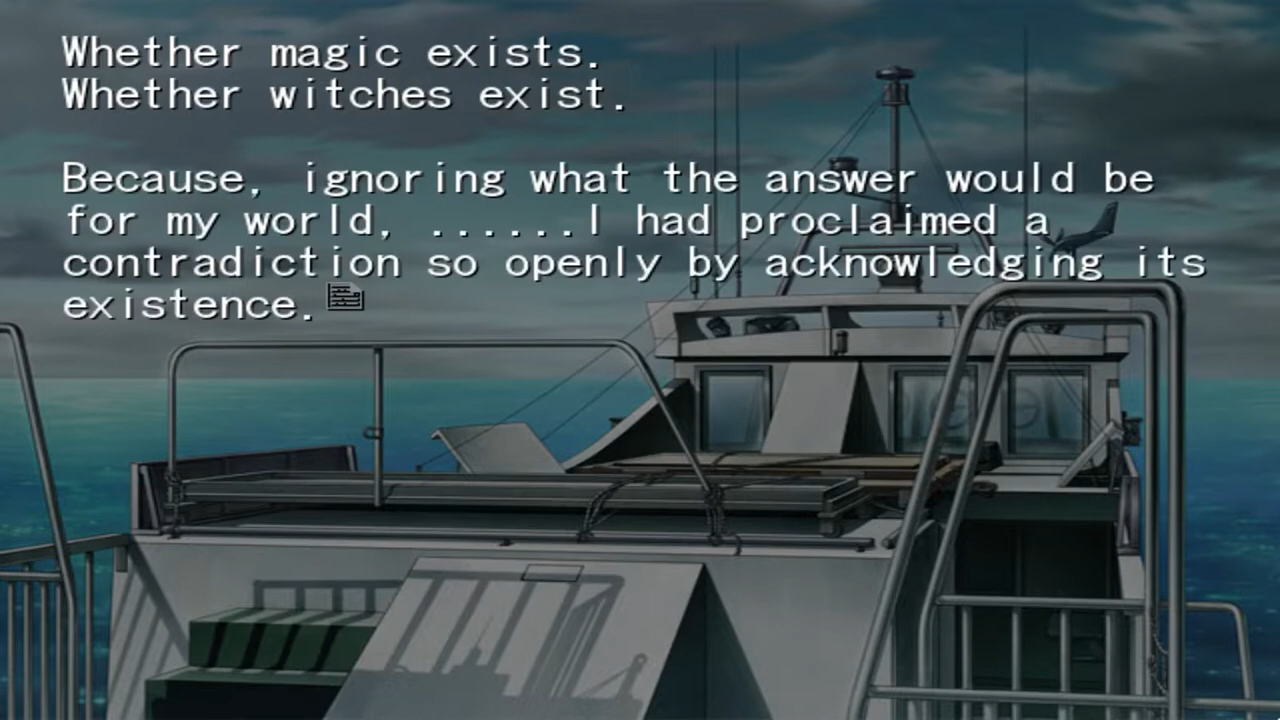 Whether magic exists.
Whether witches exist.
Because, ignoring what the answer would be
for my world, ......I had proclaimed a
contradiction so openly by acknowledging its
existence.